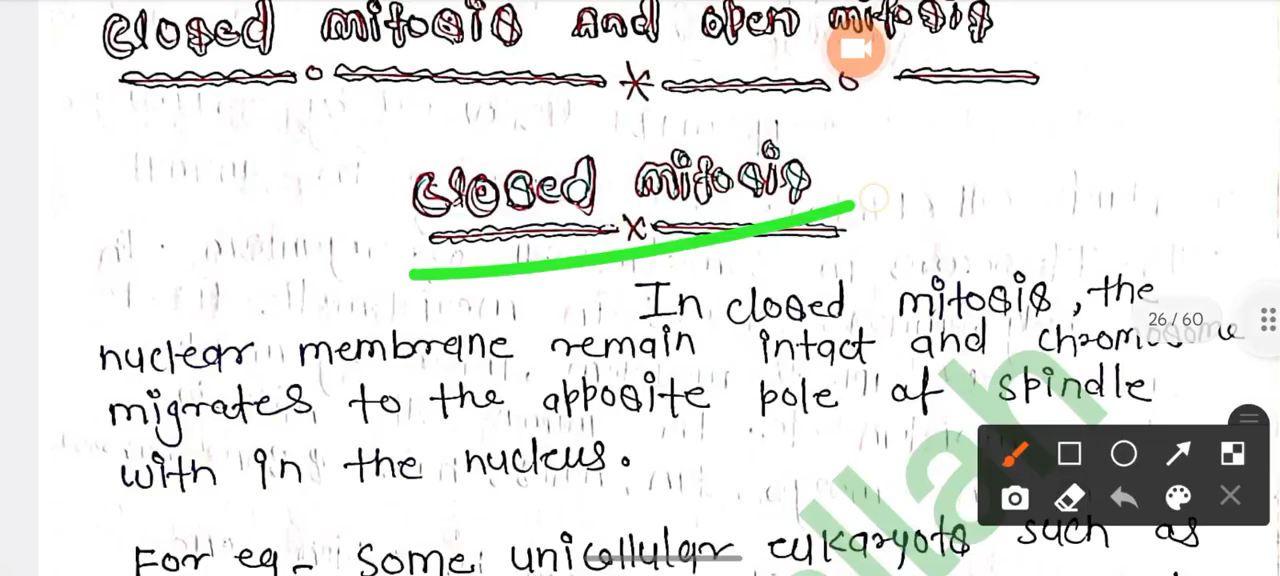 closed mitosis and open mitosis
closed mitosis
In closed mitosis, the
nuclear membrane remain intact and chromosome
migrates to the apposite pole of spindle
with in the nucleus.
For eg- some unicellular eukaryots such as
26 / 60